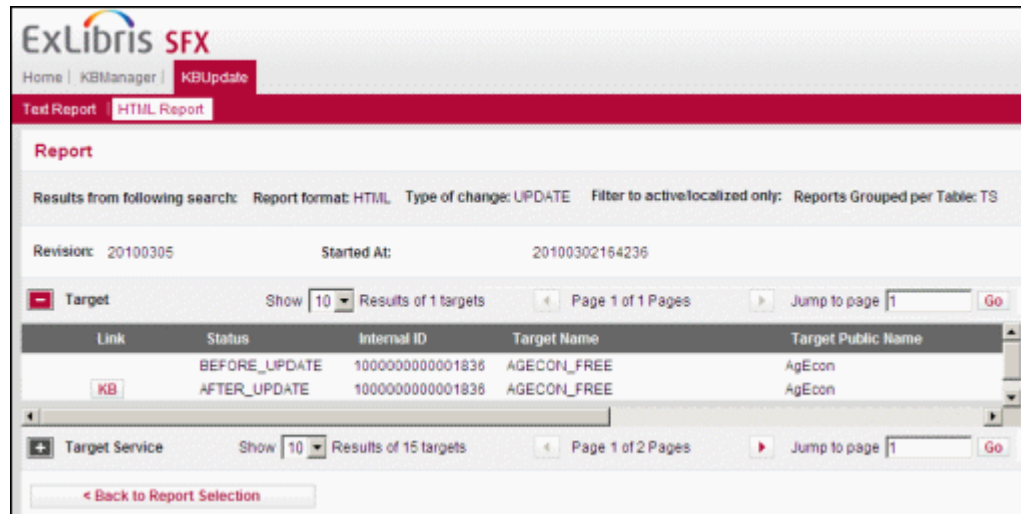 ExLibris SFX
Home | KBManager | KBUpdate
Text Report | HTML Report
Report
Results from following search: Report format: HTML Type of change: UPDATE Filter to active/localized only: Reports Grouped per Table: TS
Revision: 20100305 Started At: 20100302164236
Target Show 10 Results of 1 targets Page 1 of 1 Pages Jump to page 1 Go
Link Status Internal ID Target Name Target Public Name
BEFORE_UPDATE 1000000000001836 AGECON_FREE AgEcon
KB AFTER_UPDATE 1000000000001836 AGECON_FREE AgEcon
Target Service Show 10 Results of 15 targets Page 1 of 2 Pages Jump to page 1 Go
< Back to Report Selection